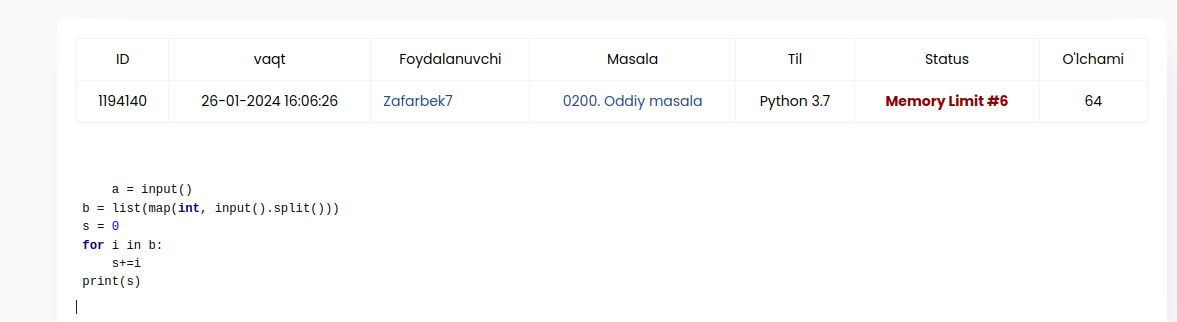 ID vaqt Foydalanuvchi Masala Til Status O'lchami
1194140 26-01-2024 16:06:26 Zafarbek7 0200. Oddiy masala Python 3.7 Memory Limit #6 64
a = input()
b = list(map(int, input().split()))
s = 0
for i in b:
s+=i
print(s)